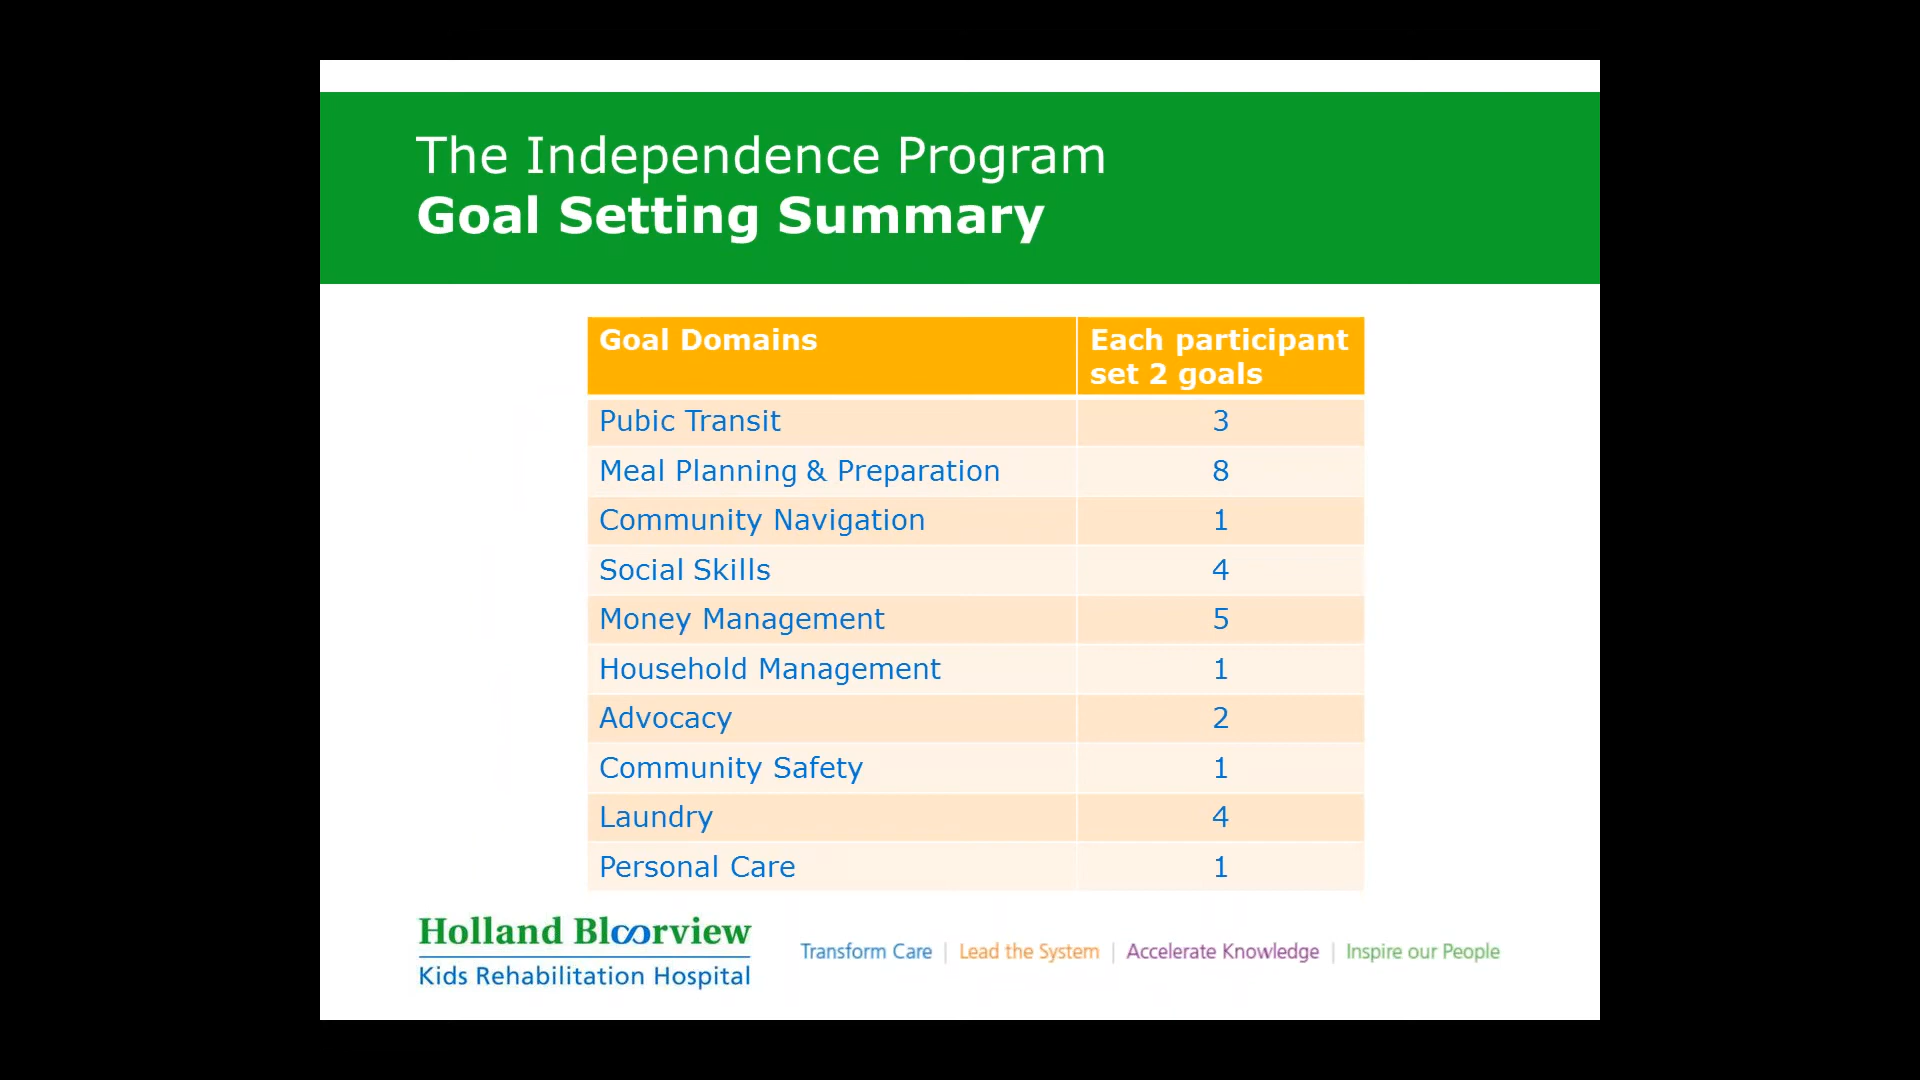 The Independence Program
Goal Setting Summary
Goal Domains
Each participant
set 2 goals
Pubic Transit 3
Meal Planning & Preparation 8
Community Navigation 1
Social Skills 4
Money Management 5
Household Management 1
Advocacy 2
Community Safety 1
Laundry 4
Personal Care 1
Holland Bloorview
Kids Rehabilitation Hospital
Transform Care | Lead the System | Accelerate Knowledge | Inspire our People